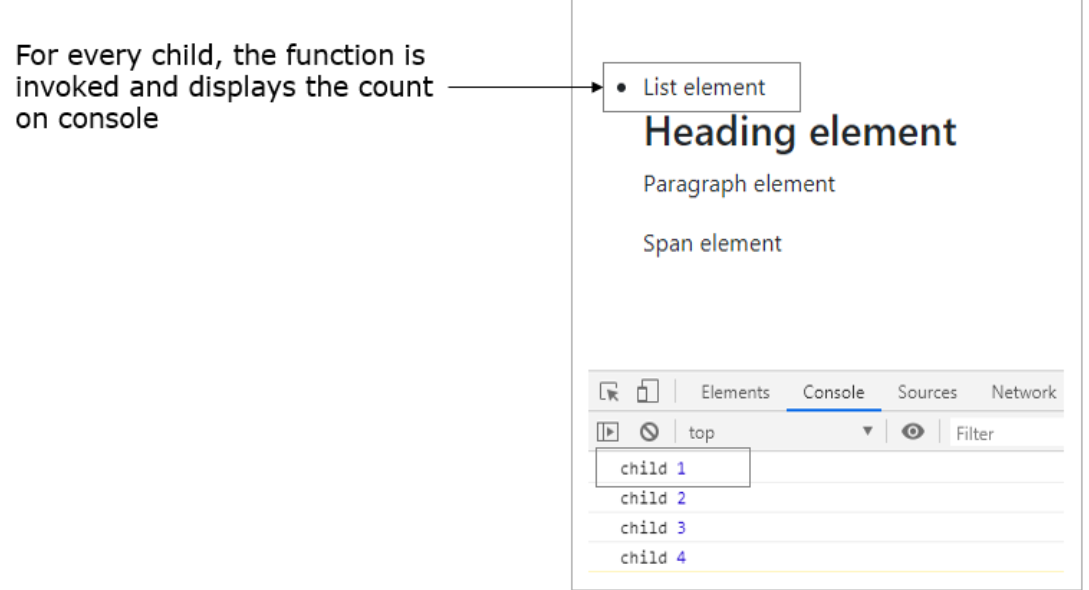 For every child, the function is
invoked and displays the count
on console
• List element
Heading element
Paragraph element
Span element
Elements Console Sources Network
top Filter
child 1
child 2
child 3
child 4